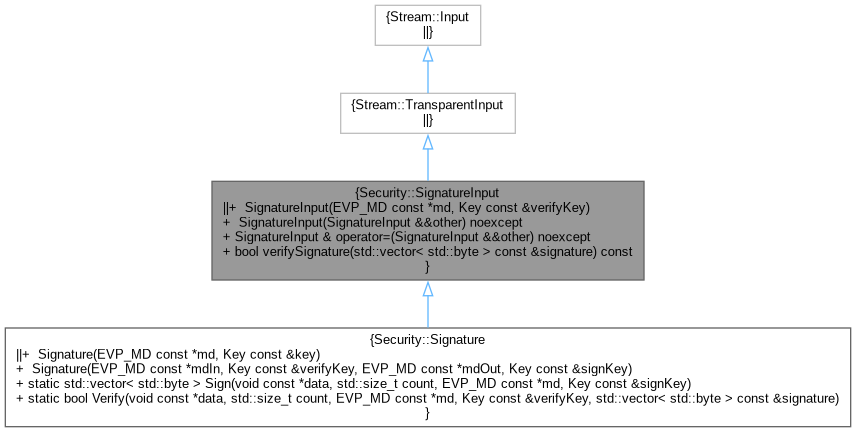 {Stream::Input
||}
{Stream::TransparentInput
||}
{Security::SignatureInput
||+  SignatureInput(EVP_MD const *md, Key const &verifyKey)
+  SignatureInput(SignatureInput &&other) noexcept
+ SignatureInput & operator=(SignatureInput &&other) noexcept
+ bool verifySignature(std::vector< std::byte > const &signature) const
}
{Security::Signature
||+  Signature(EVP_MD const *md, Key const &key)
+  Signature(EVP_MD const *mdIn, Key const &verifyKey, EVP_MD const *mdOut, Key const &signKey)
+ static std::vector< std::byte > Sign(void const *data, std::size_t count, EVP_MD const *md, Key const &signKey)
+ static bool Verify(void const *data, std::size_t count, EVP_MD const *md, Key const &verifyKey, std::vector< std::byte > const &signature)
}